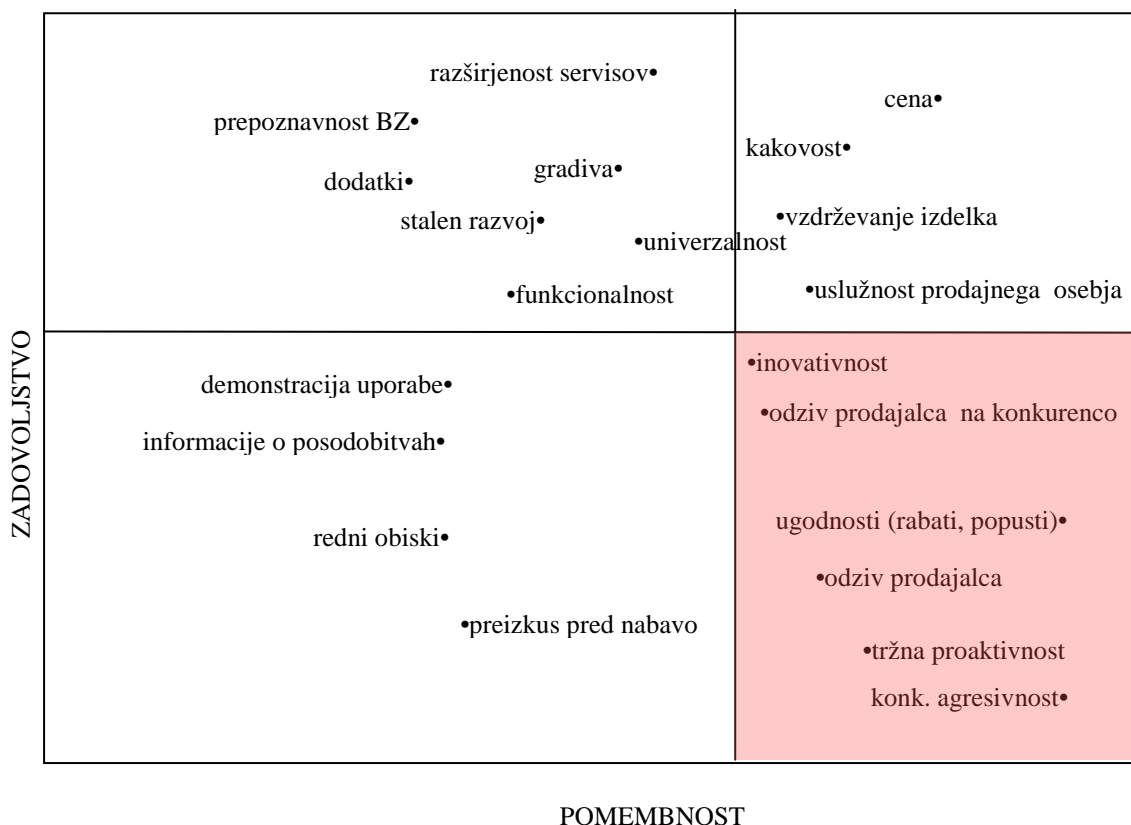 razširjenost servisov•
cena•
prepoznavnost BZ•
kakovost•
gradiva•
dodatki•
stalen razvoj•
•vzdrževanje izdelka
•univerzalnost
•funkcionalnost
•uslužnost prodajnega osebja
ZADOVOLJSTVO
•inovativnost
demonstracija uporabe•
•odziv prodajalca na konkurenco
informacije o posodobitvah•
ugodnosti (rabati, popusti)•
redni obiski•
•odziv prodajalca
•preizkus pred nabavo
•tržna proaktivnost
konk. agresivnost•
POMEMBNOST